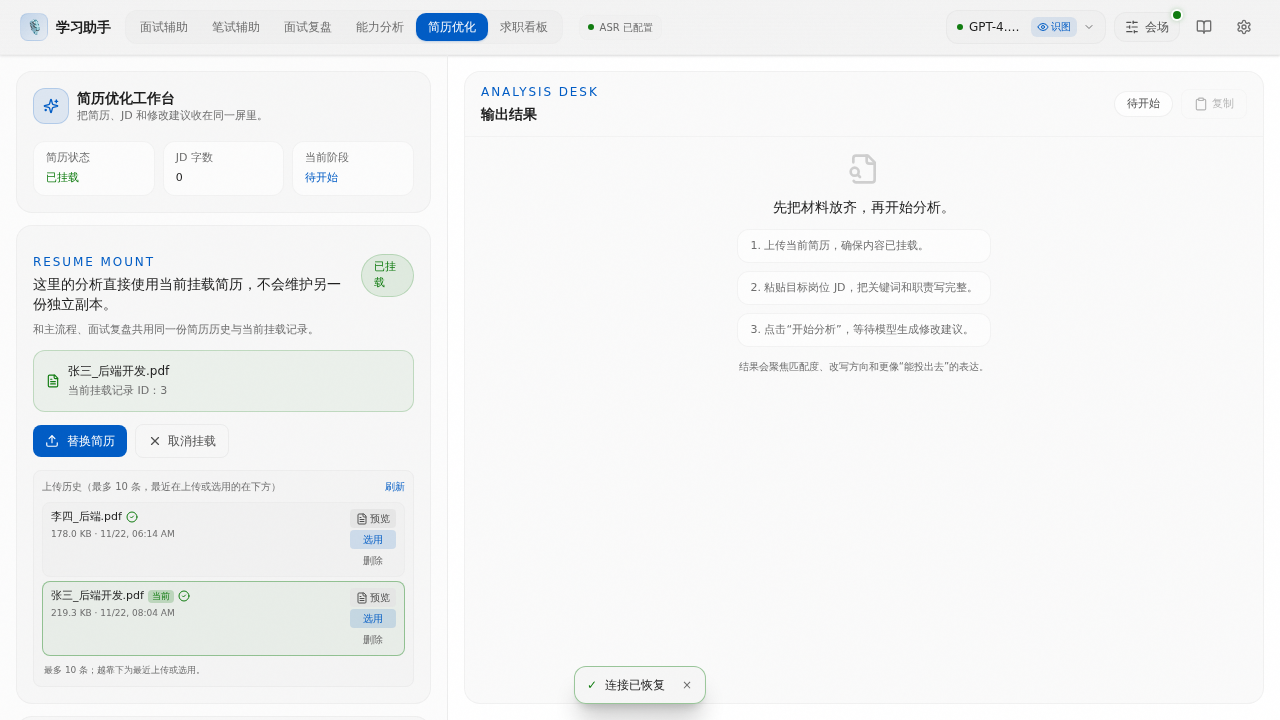 学习助手
面试辅助
笔试辅助
面试复盘
能力分析
简历优化
求职看板
ASR 已配置
GPT-4....
识图
会场
简历优化工作台
把简历、JD 和修改建议收在同一屏里。
简历状态
已挂载
JD 字数
0
当前阶段
待开始
RESUME MOUNT
这里的分析直接使用当前挂载简历，不会维护另一
份独立副本。
已挂
载
和主流程、面试复盘共用同一份简历历史与当前挂载记录。
张三_后端开发.pdf
当前挂载记录 ID：3
替换简历
取消挂载
上传历史（最多 10 条，最近在上传或选用的在下方）
刷新
李四_后端.pdf
178.0 KB · 11/22, 06:14 AM
预览
选用
删除
张三_后端开发.pdf
当前
219.3 KB · 11/22, 08:04 AM
预览
选用
删除
最多 10 条；越靠下为最近上传或选用。
ANALYSIS DESK
输出结果
待开始
复制
先把材料放齐，再开始分析。
1. 上传当前简历，确保内容已挂载。
2. 粘贴目标岗位 JD，把关键词和职责写完整。
3. 点击“开始分析”，等待模型生成修改建议。
结果会聚焦匹配度、改写方向和更像“能投出去”的表达。
✓ 连接已恢复 ×